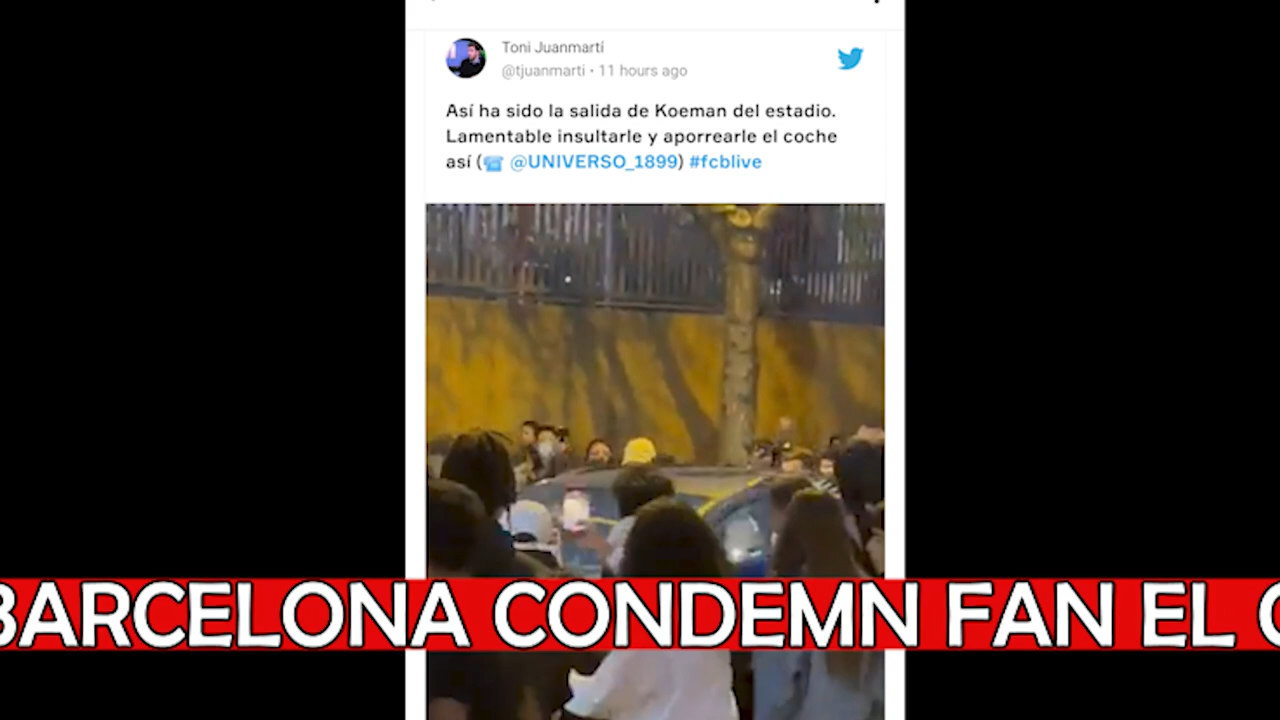 Toni Juanmartí
@tjuanmarti • 11 hours ago
Así ha sido la salida de Koeman del estadio.
Lamentable insultarle y aporrearle el coche
así (☎ @UNIVERSO_1899) #fcblive
BARCELONA CONDEMN FAN EL